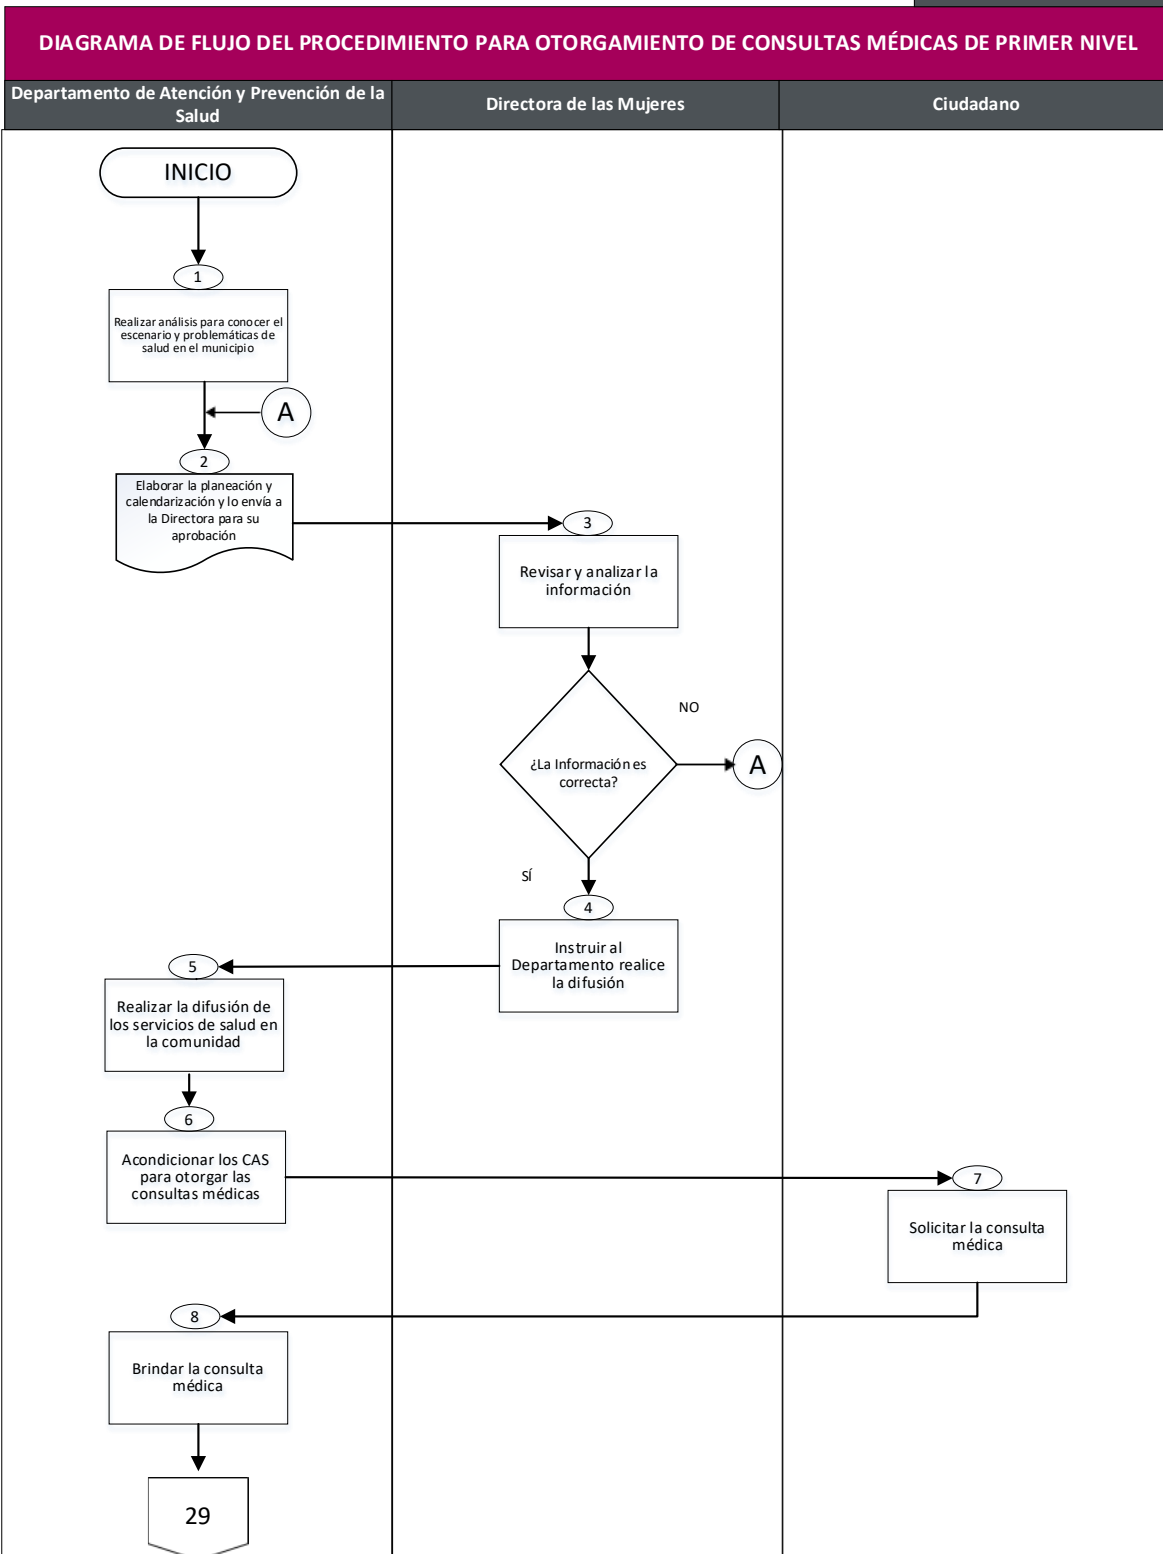 DIAGRAMA DE FLUJO DEL PROCEDIMIENTO PARA OTORGAMIENTO DE CONSULTAS MÉDICAS DE PRIMER NIVEL
Departamento de Atención y Prevención de la
Salud
Directora de las Mujeres
Ciudadano
INICIO
1
Realizar análisis para conocer el
escenario y problemáticas de
salud en el municipio
A
2
Elaborar la planeación y
calendarización y lo envía a
la Directora para su
aprobación
3
Revisar y analizar la
información
¿La Información es
correcta?
NO
A
SÍ
4
Instruir al
Departamento realice
la difusión
5
Realizar la difusión de
los servicios de salud en
la comunidad
6
Acondicionar los CAS
para otorgar las
consultas médicas
7
Solicitar la consulta
médica
8
Brindar la consulta
médica
29